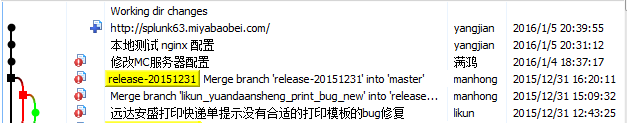 Working dir changes
http://splunk63.miyabaobei.com/ yangjian 2016/1/5 20:39:55
本地测试 nginx 配置 yangjian 2016/1/5 20:31:12
修改MC服务器配置 满鸿 2016/1/4 18:37:17
release-20151231 Merge branch 'release-20151231' into 'master' manhong 2015/12/31 16:20:11
Merge branch 'likun_yuandaansheng_print_bug_new' into 'release... manhong 2015/12/31 15:09:32
远达安盛打印快递单提示没有合适的打印模板的bug修复 likun 2015/12/31 12:43:25